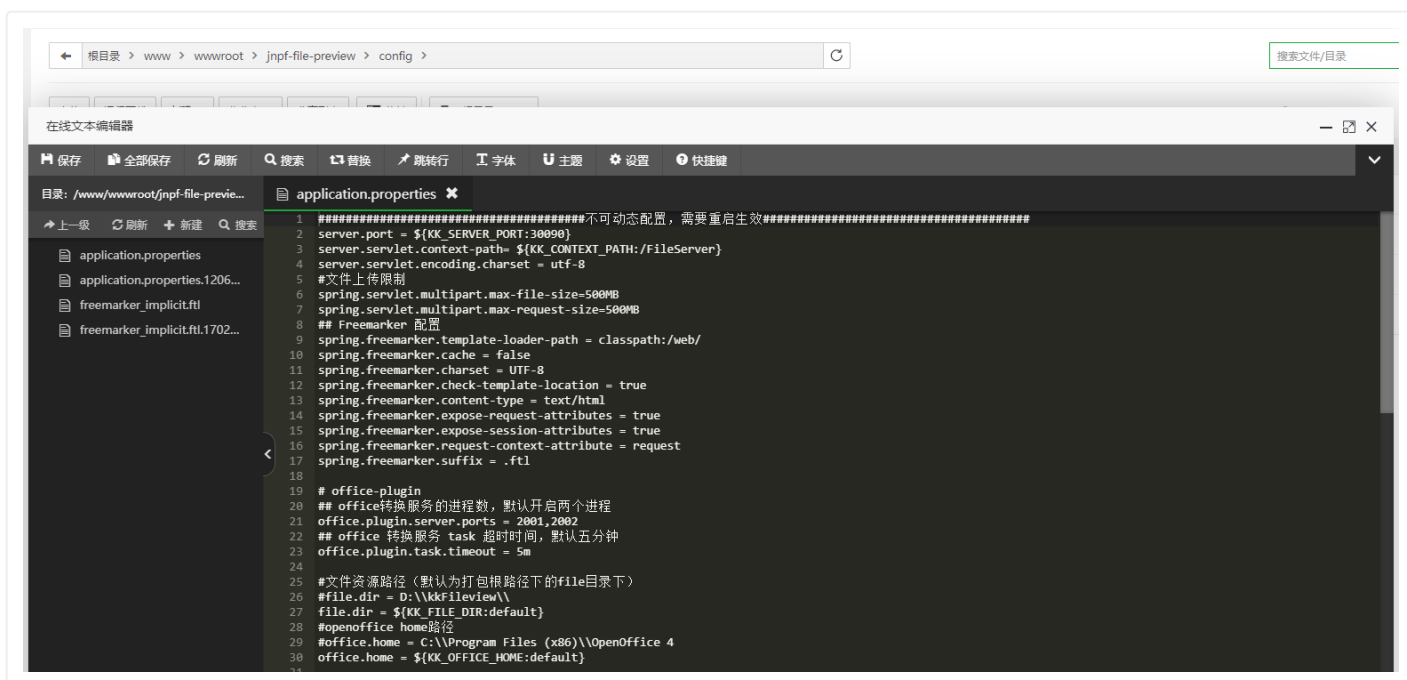 根目录 > www > wwwroot > jnpf-file-preview > config >
搜索文件/目录
在线文本编辑器
保存 全部保存 刷新 搜索 替换 跳转行 字体 主题 设置 快捷键
目录: /www/wwwroot/jnpf-file-previe...
application.properties
上一级 刷新 新建 搜索
application.properties
application.properties.1206...
freemarker_implicit.ftl
freemarker_implicit.ftl.1702...
1 #######################################不可动态配置，需要重启生效#######################################
2 server.port = ${KK_SERVER_PORT:30090}
3 server.servlet.context-path= ${KK_CONTEXT_PATH:/FileServer}
4 server.servlet.encoding.charset = utf-8
5 #文件上传限制
6 spring.servlet.multipart.max-file-size=500MB
7 spring.servlet.multipart.max-request-size=500MB
8 ## Freemarker 配置
9 spring.freemarker.template-loader-path = classpath:/web/
10 spring.freemarker.cache = false
11 spring.freemarker.charset = UTF-8
12 spring.freemarker.check-template-location = true
13 spring.freemarker.content-type = text/html
14 spring.freemarker.expose-request-attributes = true
15 spring.freemarker.expose-session-attributes = true
16 spring.freemarker.request-context-attribute = request
17 spring.freemarker.suffix = .ftl
18
19 # office-plugin
20 ## office转换服务的进程数，默认开启两个进程
21 office.plugin.server.ports = 2001,2002
22 ## office 转换服务 task 超时时间，默认五分钟
23 office.plugin.task.timeout = 5m
24
25 #文件资源路径（默认为打包根路径下的file目录下）
26 #file.dir = D:\\kkFileview\\
27 file.dir = ${KK_FILE_DIR:default}
28 #openoffice home路径
29 #office.home = C:\\Program Files (x86)\\OpenOffice 4
30 office.home = ${KK_OFFICE_HOME:default}